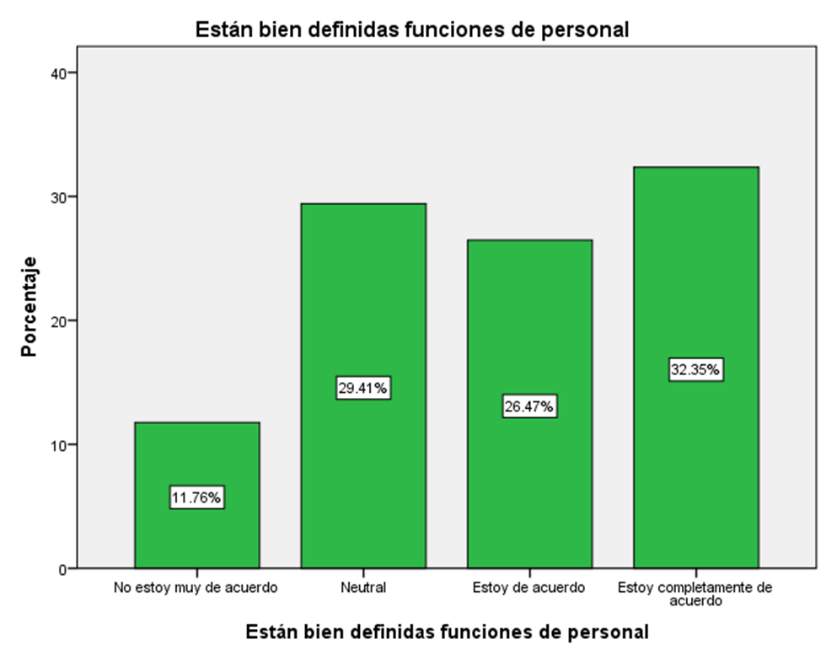 Están bien definidas funciones de personal
40
30
20
10
0
Porcentaje
11.76%
29.41%
26.47%
32.35%
No estoy muy de acuerdo
Neutral
Estoy de acuerdo
Estoy completamente de
acuerdo
Están bien definidas funciones de personal